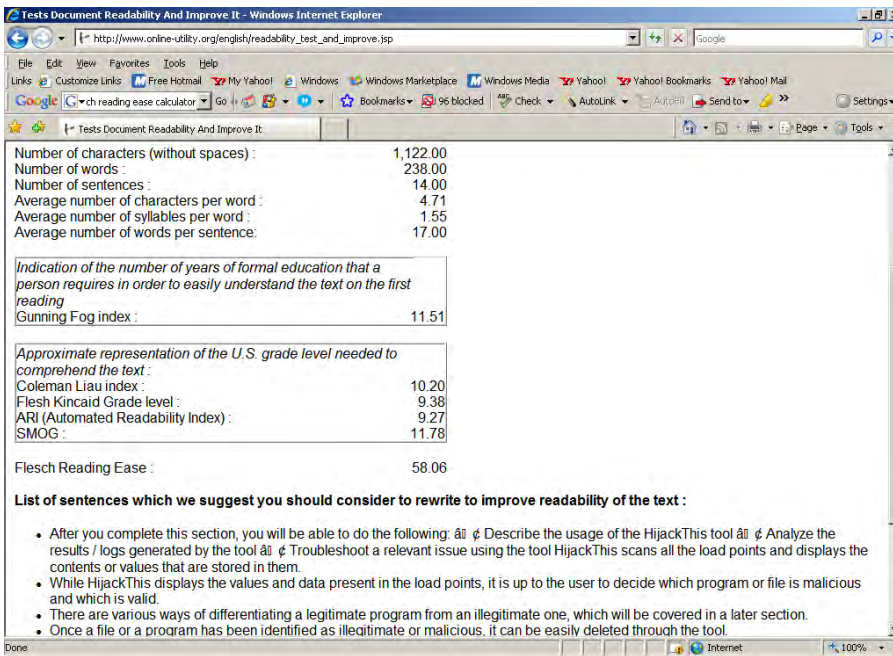 Tests Document Readability And Improve It - Windows Internet Explorer
http://www.online-utility.org/english/readability_test_and_improve.jsp
Google
File Edit View Favorites Tools Help
Links Customize Links Free Hotmail My Yahoo! Windows Windows Marketplace Windows Media Yahoo! Yahoo! Bookmarks Yahoo! Mail
Google ch reading ease calculator Go Bookmarks 96 blocked Check AutoLink AutoFill Send to Settings
Tests Document Readability And Improve It Page Tools
Number of characters (without spaces) : 1,122.00
Number of words : 238.00
Number of sentences : 14.00
Average number of characters per word : 4.71
Average number of syllables per word : 1.55
Average number of words per sentence: 17.00
Indication of the number of years of formal education that a
person requires in order to easily understand the text on the first
reading
Gunning Fog index : 11.51
Approximate representation of the U.S. grade level needed to
comprehend the text :
Coleman Liau index : 10.20
Flesh Kincaid Grade level : 9.38
ARI (Automated Readability Index) : 9.27
SMOG : 11.78
Flesch Reading Ease : 58.06
List of sentences which we suggest you should consider to rewrite to improve readability of the text :
• After you complete this section, you will be able to do the following: â ¢ Describe the usage of the HijackThis tool â ¢ Analyze the
results / logs generated by the tool â ¢ Troubleshoot a relevant issue using the tool HijackThis scans all the load points and displays the
contents or values that are stored in them.
• While HijackThis displays the values and data present in the load points, it is up to the user to decide which program or file is malicious
and which is valid.
• There are various ways of differentiating a legitimate program from an illegitimate one, which will be covered in a later section.
• Once a file or a program has been identified as illegitimate or malicious, it can be easily deleted through the tool.
Done Internet 100%